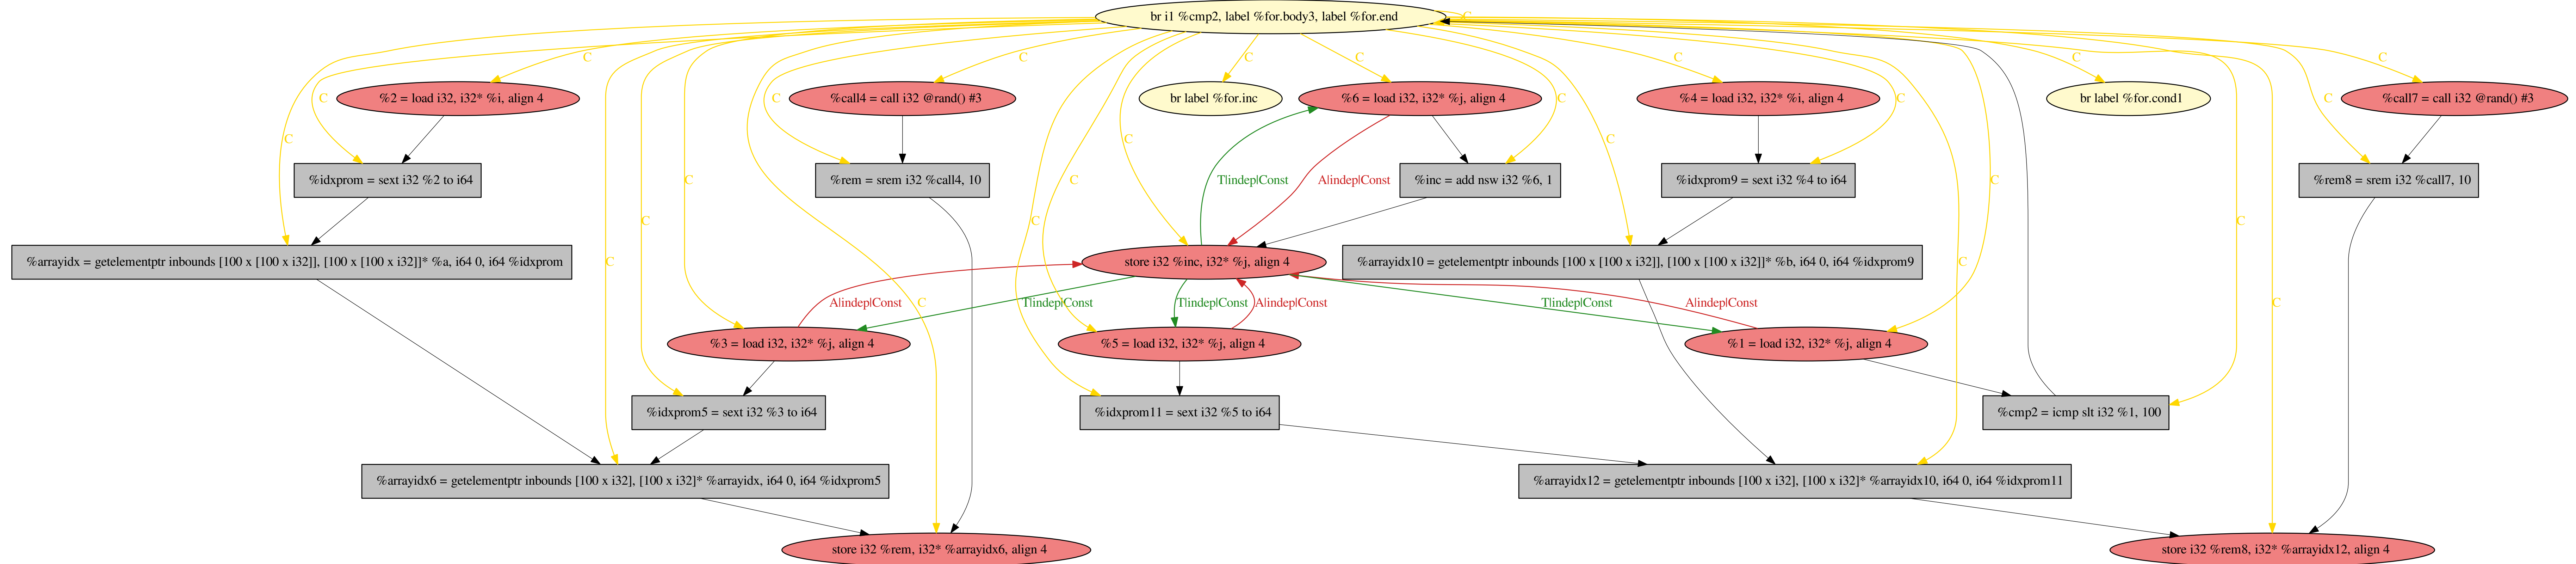 br i1 %cmp2, label %for.body3, label %for.end
C
C
C
C
C
C
C
C
C
%2 = load i32, i32* %i, align 4
%call4 = call i32 @rand() #3
br label %for.inc
%6 = load i32, i32* %j, align 4
%4 = load i32, i32* %i, align 4
br label %for.cond1
%call7 = call i32 @rand() #3
C
C
C
C
C
C
%idxprom = sext i32 %2 to i64
%rem = srem i32 %call4, 10
T|indep|Const
A|indep|Const
%inc = add nsw i32 %6, 1
%idxprom9 = sext i32 %4 to i64
%rem8 = srem i32 %call7, 10
C
C
C
C
C
C
C
%arrayidx = getelementptr inbounds [100 x [100 x i32]], [100 x [100 x i32]]* %a, i64 0, i64 %idxprom
C
store i32 %inc, i32* %j, align 4
%arrayidx10 = getelementptr inbounds [100 x [100 x i32]], [100 x [100 x i32]]* %b, i64 0, i64 %idxprom9
C
A|indep|Const
C
T|indep|Const
T|indep|Const
A|indep|Const
T|indep|Const
A|indep|Const
C
%3 = load i32, i32* %j, align 4
%5 = load i32, i32* %j, align 4
%1 = load i32, i32* %j, align 4
%idxprom5 = sext i32 %3 to i64
%idxprom11 = sext i32 %5 to i64
%cmp2 = icmp slt i32 %1, 100
%arrayidx6 = getelementptr inbounds [100 x i32], [100 x i32]* %arrayidx, i64 0, i64 %idxprom5
%arrayidx12 = getelementptr inbounds [100 x i32], [100 x i32]* %arrayidx10, i64 0, i64 %idxprom11
store i32 %rem, i32* %arrayidx6, align 4
store i32 %rem8, i32* %arrayidx12, align 4